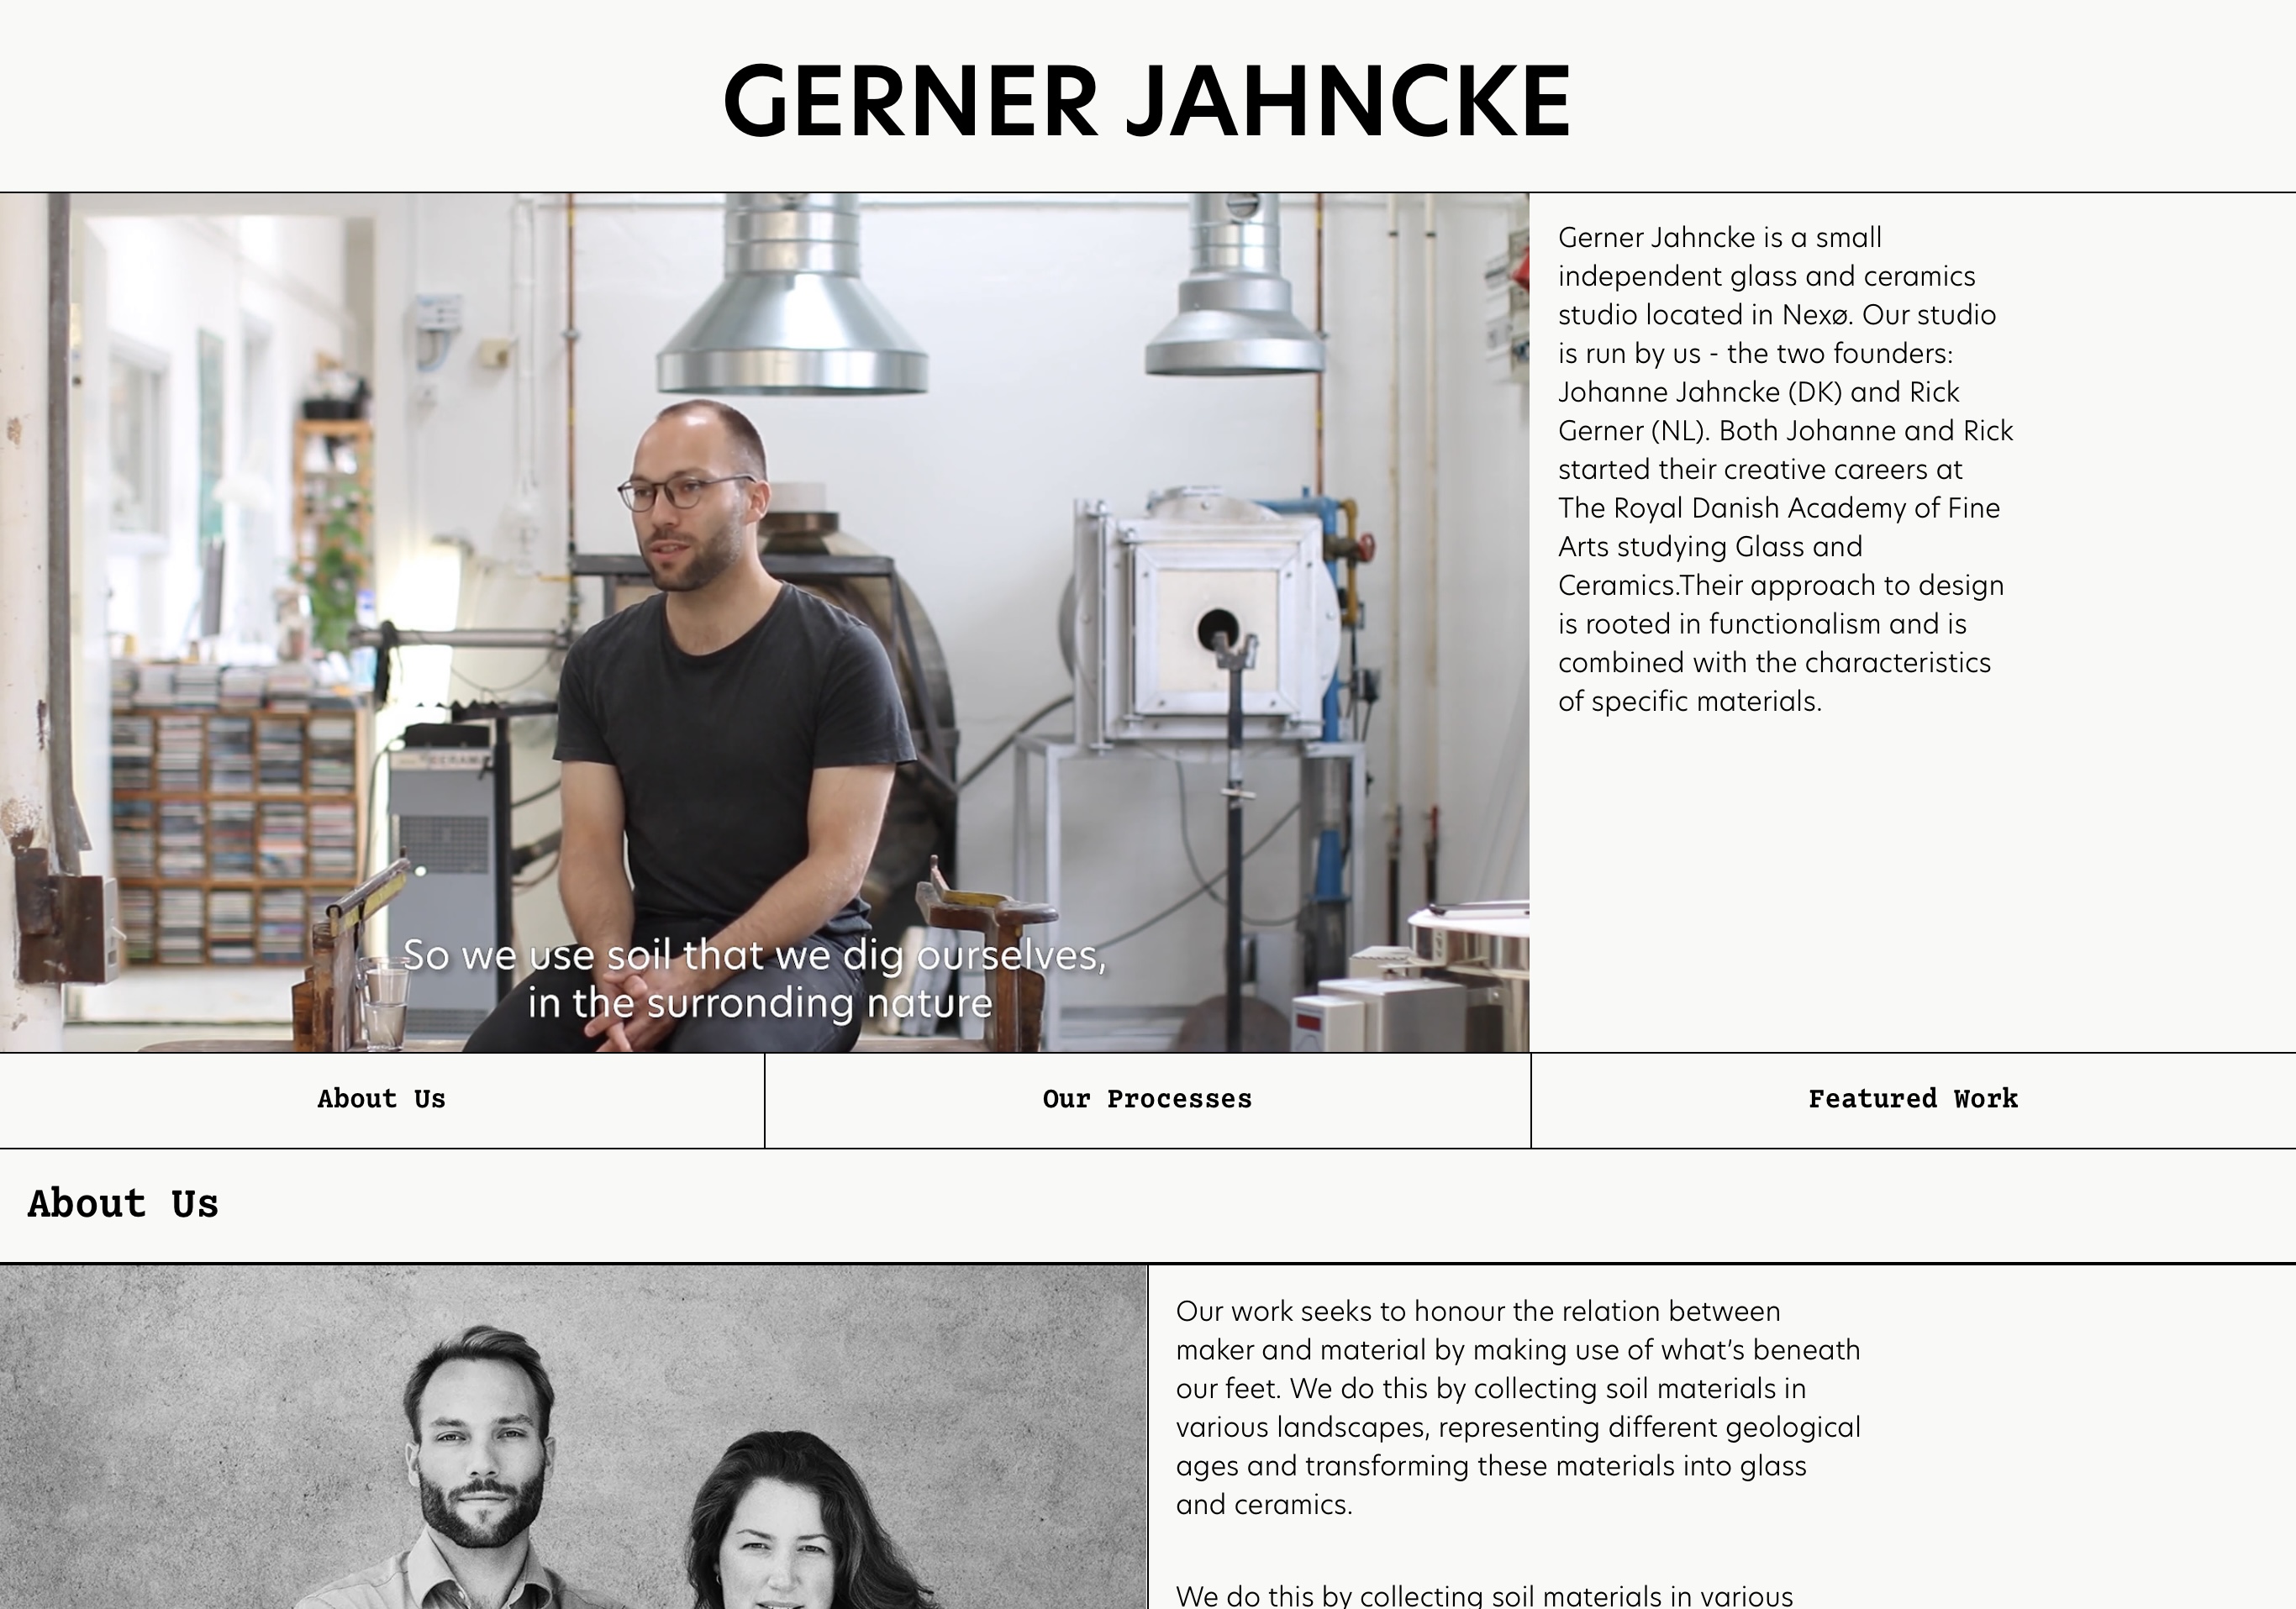 GERNER JAHNCKE
So we use soil that we dig ourselves,
in the surronding nature
Gerner Jahncke is a small
independent glass and ceramics
studio located in Nexø. Our studio
is run by us - the two founders:
Johanne Jahncke (DK) and Rick
Gerner (NL). Both Johanne and Rick
started their creative careers at
The Royal Danish Academy of Fine
Arts studying Glass and
Ceramics.Their approach to design
is rooted in functionalism and is
combined with the characteristics
of specific materials.
About Us
Our Processes
Featured Work
About Us
Our work seeks to honour the relation between
maker and material by making use of what’s beneath
our feet. We do this by collecting soil materials in
various landscapes, representing different geological
ages and transforming these materials into glass
and ceramics.
We do this by collecting soil materials in various